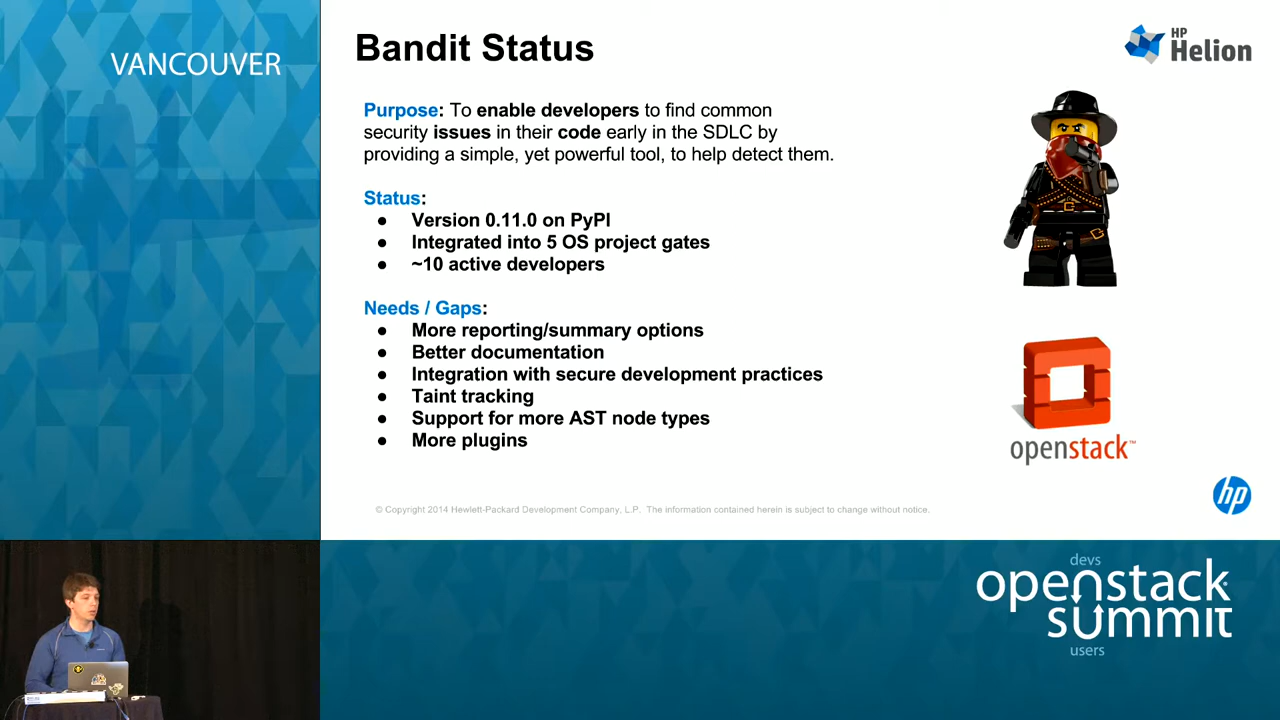 VANCOUVER
Bandit Status
HP
Helion
Purpose: To enable developers to find common
security issues in their code early in the SDLC by
providing a simple, yet powerful tool, to help detect them.
Status:
● Version 0.11.0 on PyPI
● Integrated into 5 OS project gates
● ~10 active developers
Needs / Gaps:
● More reporting/summary options
● Better documentation
● Integration with secure development practices
● Taint tracking
● Support for more AST node types
● More plugins
openstack™
hp
© Copyright 2014 Hewlett-Packard Development Company, L.P. The information contained herein is subject to change without notice.
devs
openstack
summit
users